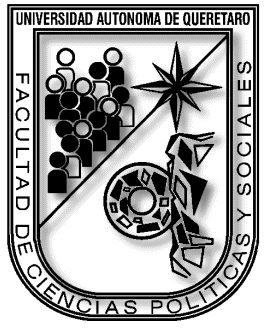 UNIVERSIDAD AUTONOMA DE QUERETARO
FACULTAD DE CIENCIAS POLITICAS Y SOCIALES